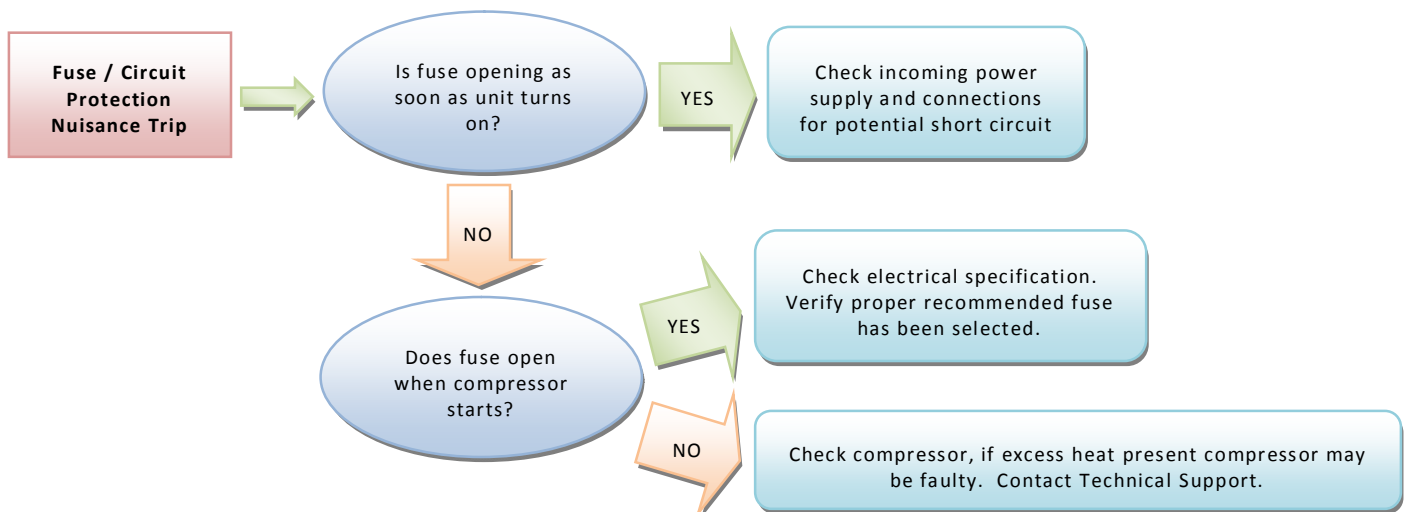 Fuse / Circuit
Protection
Nuisance Trip
Is fuse opening as
soon as unit turns
on?
YES
Check incoming power
supply and connections
for potential short circuit
NO
Does fuse open
when compressor
starts?
YES
Check electrical specification.
Verify proper recommended fuse
has been selected.
NO
Check compressor, if excess heat present compressor may
be faulty. Contact Technical Support.